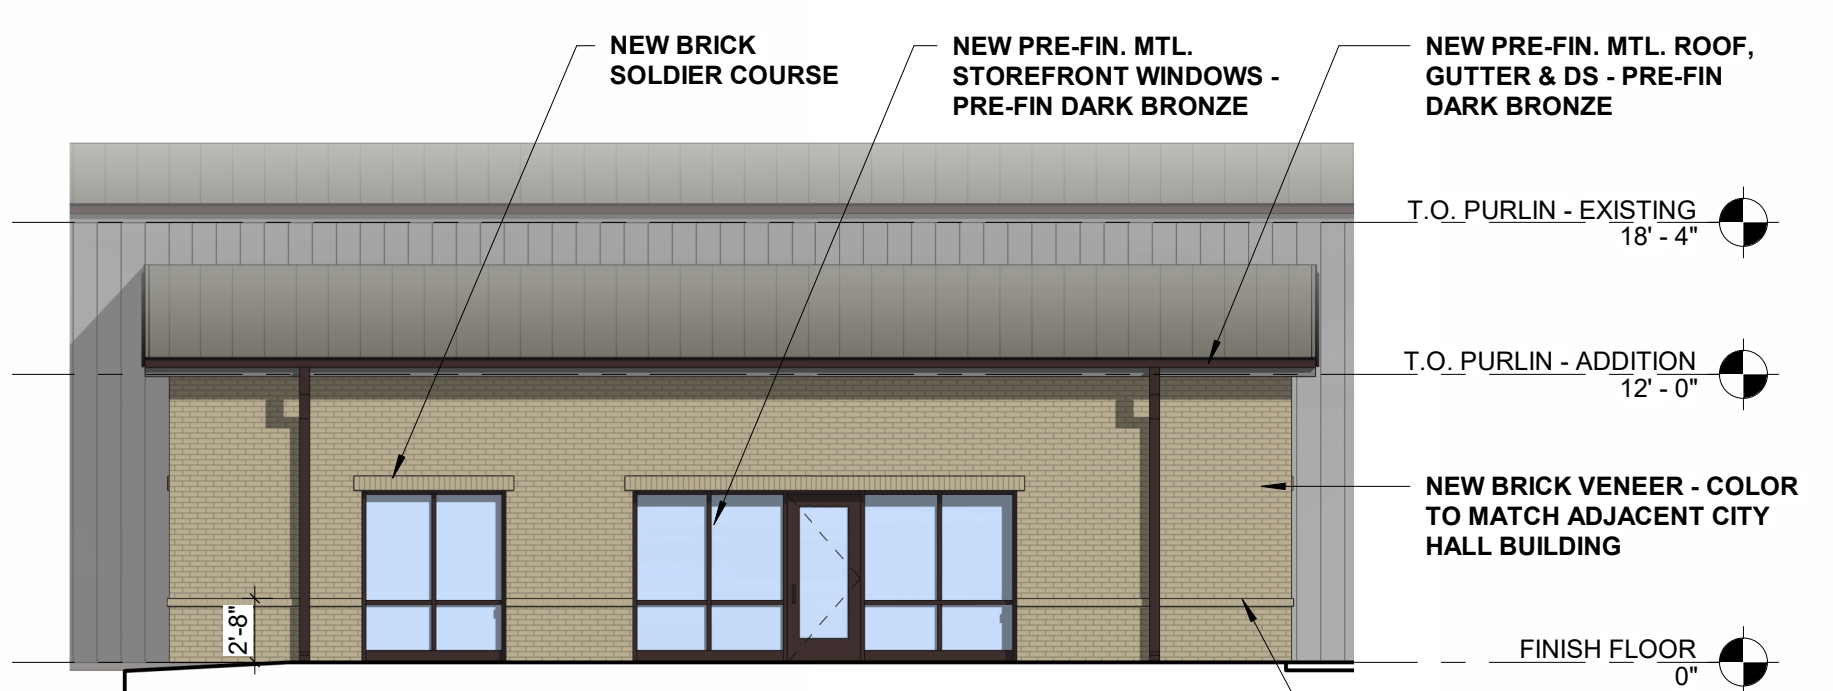 NEW BRICK
SOLDIER COURSE
NEW PRE-FIN. MTL.
STOREFRONT WINDOWS -
PRE-FIN DARK BRONZE
NEW PRE-FIN. MTL. ROOF,
GUTTER & DS - PRE-FIN
DARK BRONZE
T.O. PURLIN - EXISTING
18' - 4"
T.O. PURLIN - ADDITION
12' - 0"
NEW BRICK VENEER - COLOR
TO MATCH ADJACENT CITY
HALL BUILDING
2'-8"
FINISH FLOOR
0"